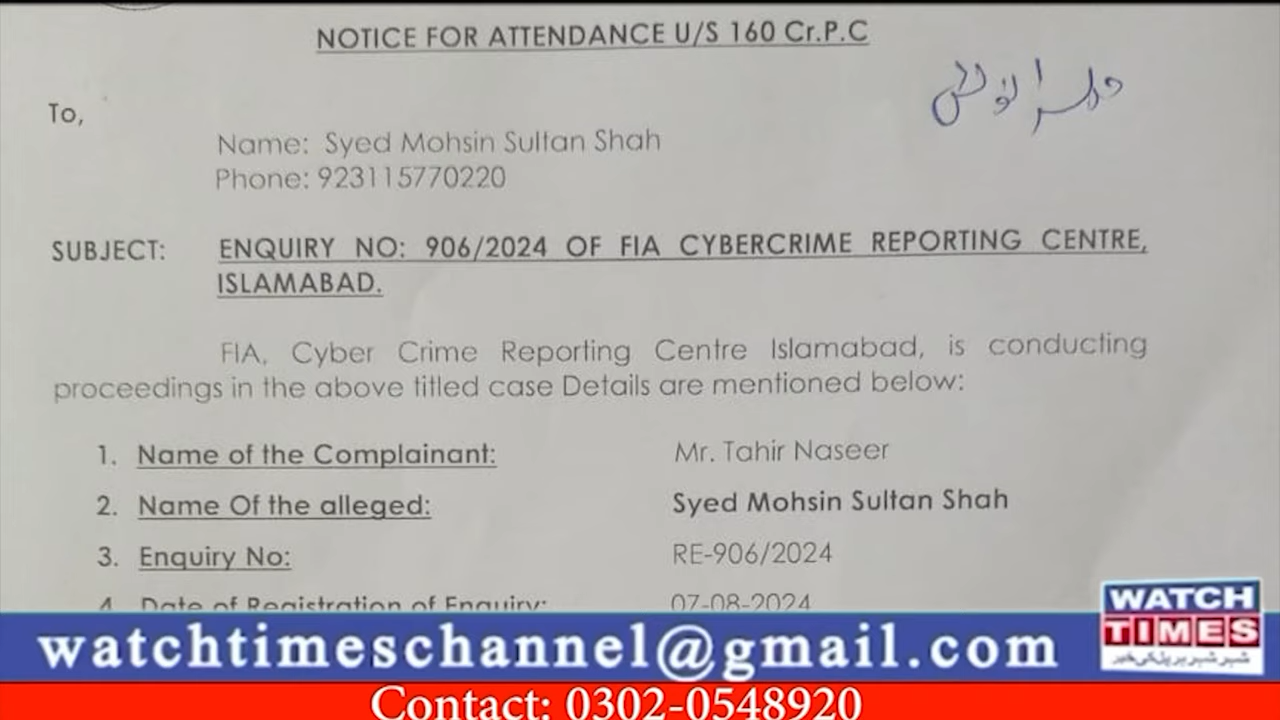 NOTICE FOR ATTENDANCE U/S 160 Cr.P.C
To,
Name: Syed Mohsin Sultan Shah
Phone: 923115770220
SUBJECT: ENQUIRY NO: 906/2024 OF FIA CYBERCRIME REPORTING CENTRE,
ISLAMABAD.
FIA, Cyber Crime Reporting Centre Islamabad, is conducting
proceedings in the above titled case Details are mentioned below:
1. Name of the Complainant: Mr. Tahir Naseer
2. Name Of the alleged: Syed Mohsin Sultan Shah
3. Enquiry No: RE-906/2024
4. Date of Registration of Enquiry: 07-08-2024
WATCH
TIMES
watchtimeschannel@gmail.com
Contact: 0302-0548920